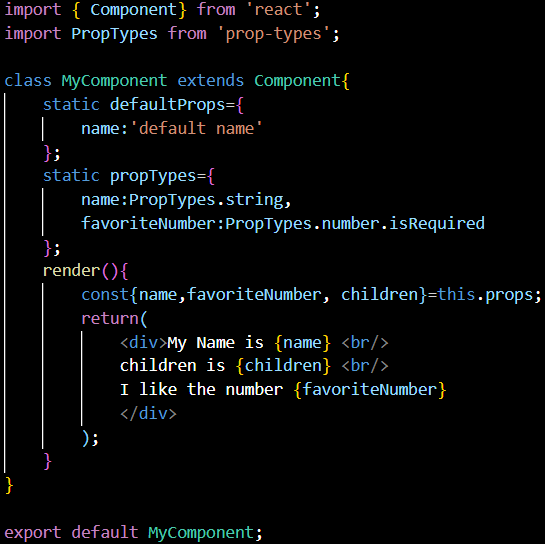 import { Component} from 'react';
import PropTypes from 'prop-types';

class MyComponent extends Component{
    static defaultProps={
        name:'default name'
    };
    static propTypes={
        name:PropTypes.string,
        favoriteNumber:PropTypes.number.isRequired
    };
    render(){
        const{name,favoriteNumber, children}=this.props;
        return(
            <div>My Name is {name} <br/>
            children is {children} <br/>
            I like the number {favoriteNumber}
            </div>
        );
    }
}

export default MyComponent;